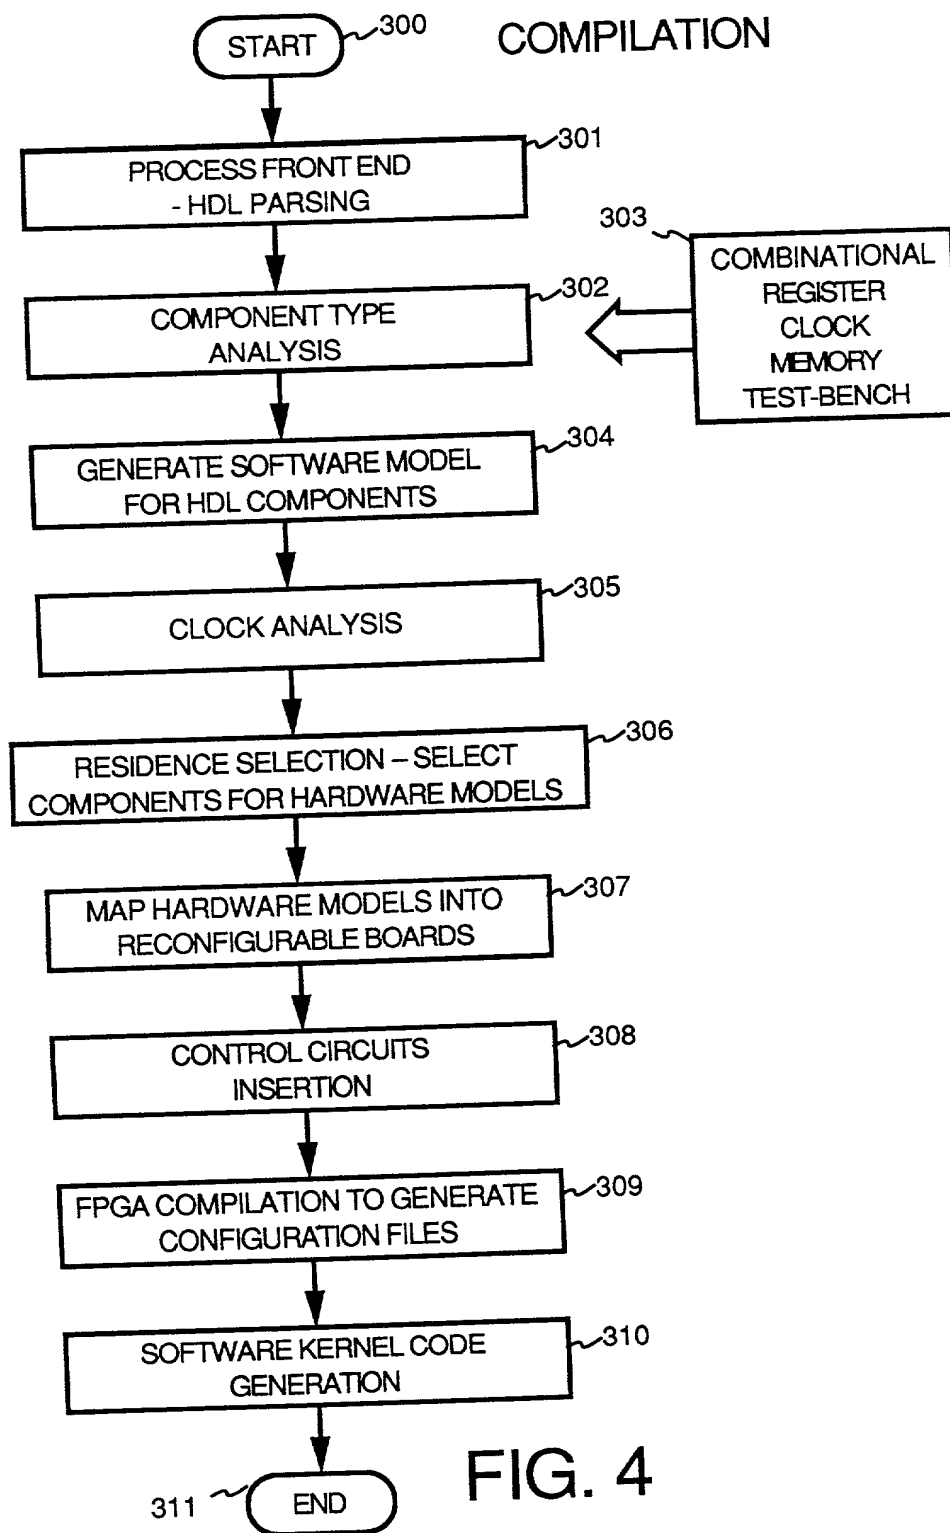 START
300
COMPILATION
PROCESS FRONT END
- HDL PARSING
301
COMPONENT TYPE
ANALYSIS
302
303
COMBINATIONAL
REGISTER
CLOCK
MEMORY
TEST-BENCH
GENERATE SOFTWARE MODEL
FOR HDL COMPONENTS
304
CLOCK ANALYSIS
305
RESIDENCE SELECTION – SELECT
COMPONENTS FOR HARDWARE MODELS
306
MAP HARDWARE MODELS INTO
RECONFIGURABLE BOARDS
307
CONTROL CIRCUITS
INSERTION
308
FPGA COMPILATION TO GENERATE
CONFIGURATION FILES
309
SOFTWARE KERNEL CODE
GENERATION
310
311
END
FIG. 4